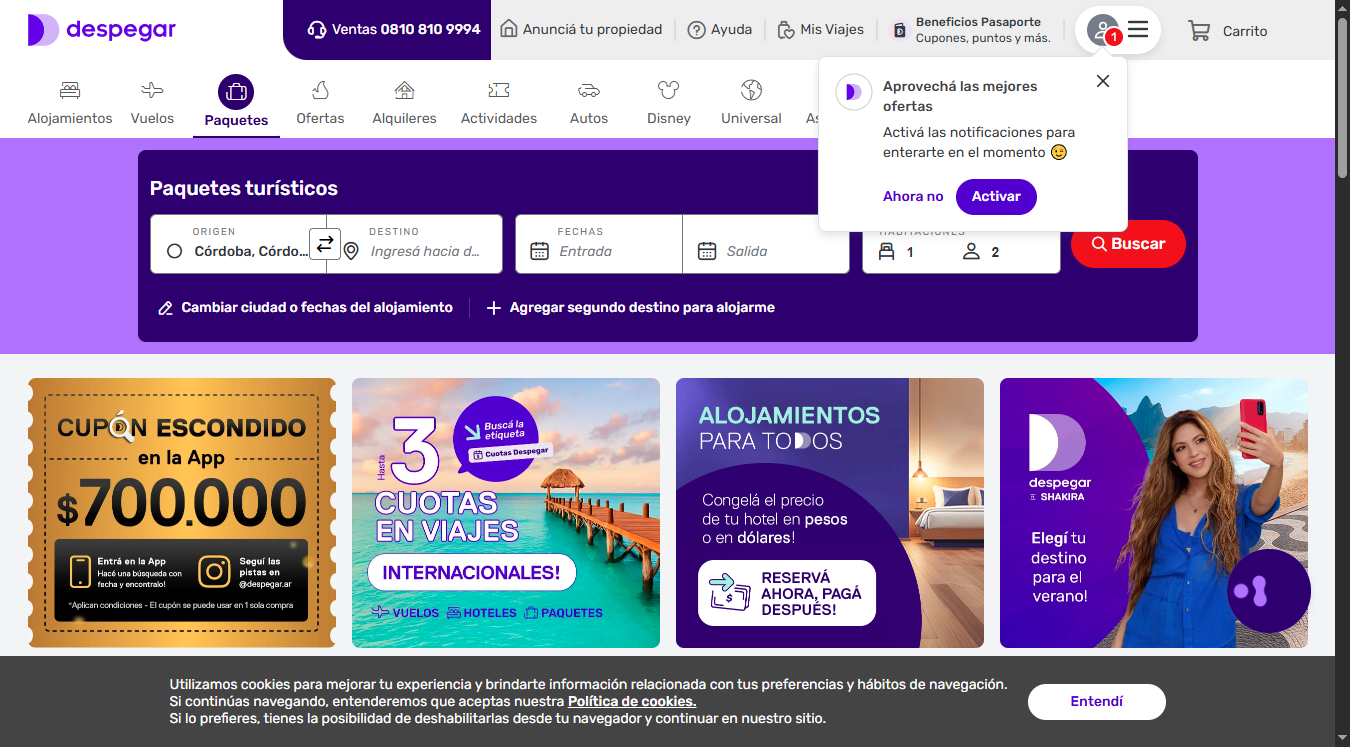 despegar
Ventas 0810 810 9994
Anunciá tu propiedad
Ayuda
Mis Viajes
Beneficios Pasaporte
Cupones, puntos y más.
1
Carrito
Alojamientos
Vuelos
Paquetes
Ofertas
Alquileres
Actividades
Autos
Disney
Universal
As
Aprovechá las mejores
ofertas
Activá las notificaciones para
enterarte en el momento 😉
Ahora no
Activar
Paquetes turísticos
ORIGEN
Córdoba, Córdo...
DESTINO
Ingresá hacia d...
FECHAS
Entrada
Salida
HABITACIONES
1
2
Buscar
Cambiar ciudad o fechas del alojamiento
Agregar segundo destino para alojarme
CUPÓN ESCONDIDO
en la App
$700.000
Entrá en la App
Hacé una búsqueda con
fecha y encontralo!
Seguí las
pistas en
@despegar.ar
*Aplican condiciones - El cupón se puede usar en 1 sola compra
Hasta
3
Buscá la
etiqueta
Cuotas Despegar
CUOTAS
EN VIAJES
INTERNACIONALES!
VUELOS HOTELES PAQUETES
ALOJAMIENTOS
PARA TODOS
Congelá el precio
de tu hotel en pesos
o en dólares!
RESERVÁ
AHORA, PAGÁ
DESPUÉS!
despegar
SHAKIRA
Elegí tu
destino
para el
verano!
Utilizamos cookies para mejorar tu experiencia y brindarte información relacionada con tus preferencias y hábitos de navegación.
Si continúas navegando, entenderemos que aceptas nuestra Política de cookies.
Si lo prefieres, tienes la posibilidad de deshabilitarlas desde tu navegador y continuar en nuestro sitio.
Entendí